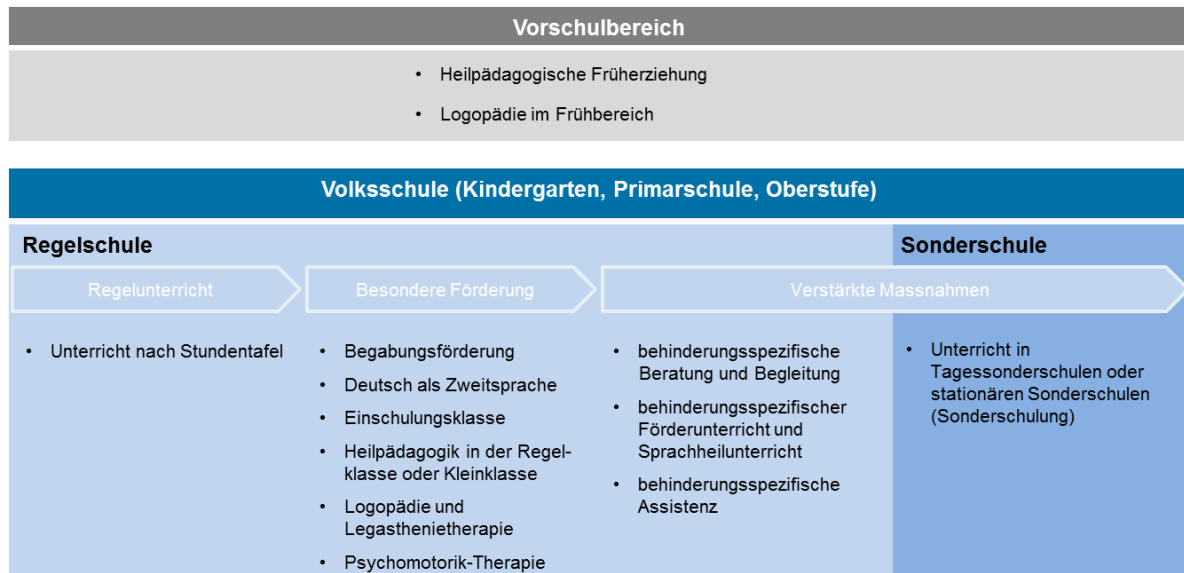 Vorschulbereich
• Heilpädagogische Früherziehung
• Logopädie im Frühbereich
Volksschule (Kindergarten, Primarschule, Oberstufe)
Regelschule
Sonderschule
Regelunterricht
Besondere Förderung
Verstärkte Massnahmen
• Unterricht nach Stundentafel
• Begabungsförderung
• Deutsch als Zweitsprache
• Einschulungsklasse
• Heilpädagogik in der Regel-
klasse oder Kleinklasse
• Logopädie und
Legasthenietherapie
• Psychomotorik-Therapie
• behinderungsspezifische
Beratung und Begleitung
• behinderungsspezifischer
Förderunterricht und
Sprachheilunterricht
• behinderungsspezifische
Assistenz
• Unterricht in
Tagessonderschulen oder
stationären Sonderschulen
(Sonderschulung)